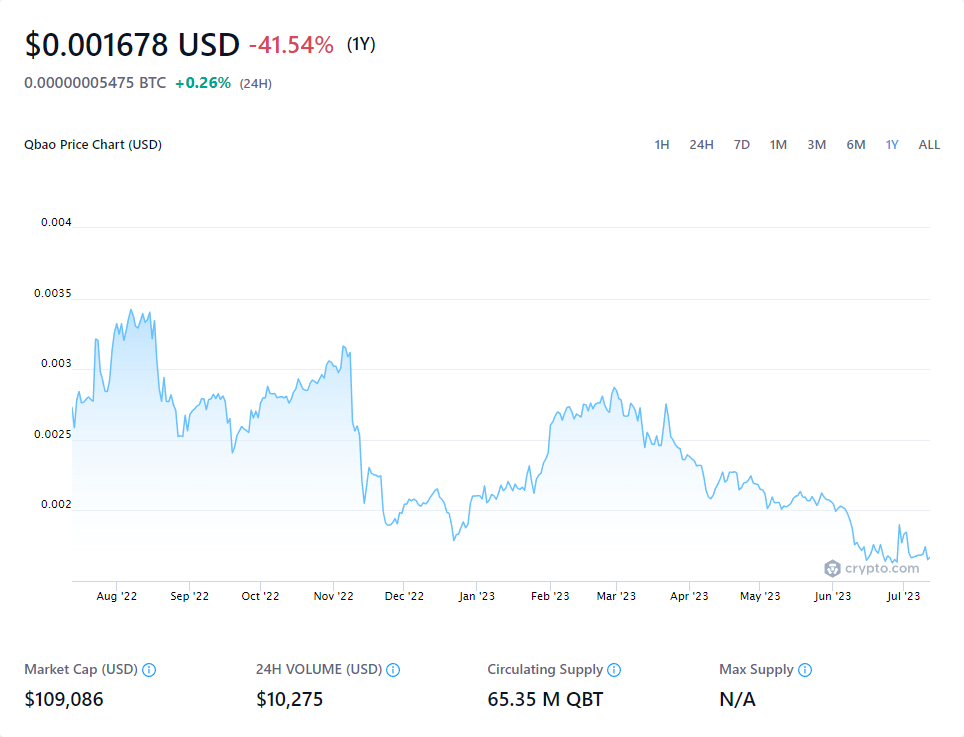 $0.001678 USD -41.54% (1Y)
0.00000005475 BTC +0.26% (24H)
Qbao Price Chart (USD) 1H 24H 7D 1M 3M 6M 1Y ALL
0.004
0.0035
0.003
0.0025
0.002
crypto.com
Aug '22 Sep '22 Oct '22 Nov '22 Dec '22 Jan '23 Feb '23 Mar '23 Apr '23 May '23 Jun '23 Jul '23
Market Cap (USD) 24H VOLUME (USD) Circulating Supply Max Supply
$109,086 $10,275 65.35 M QBT N/A